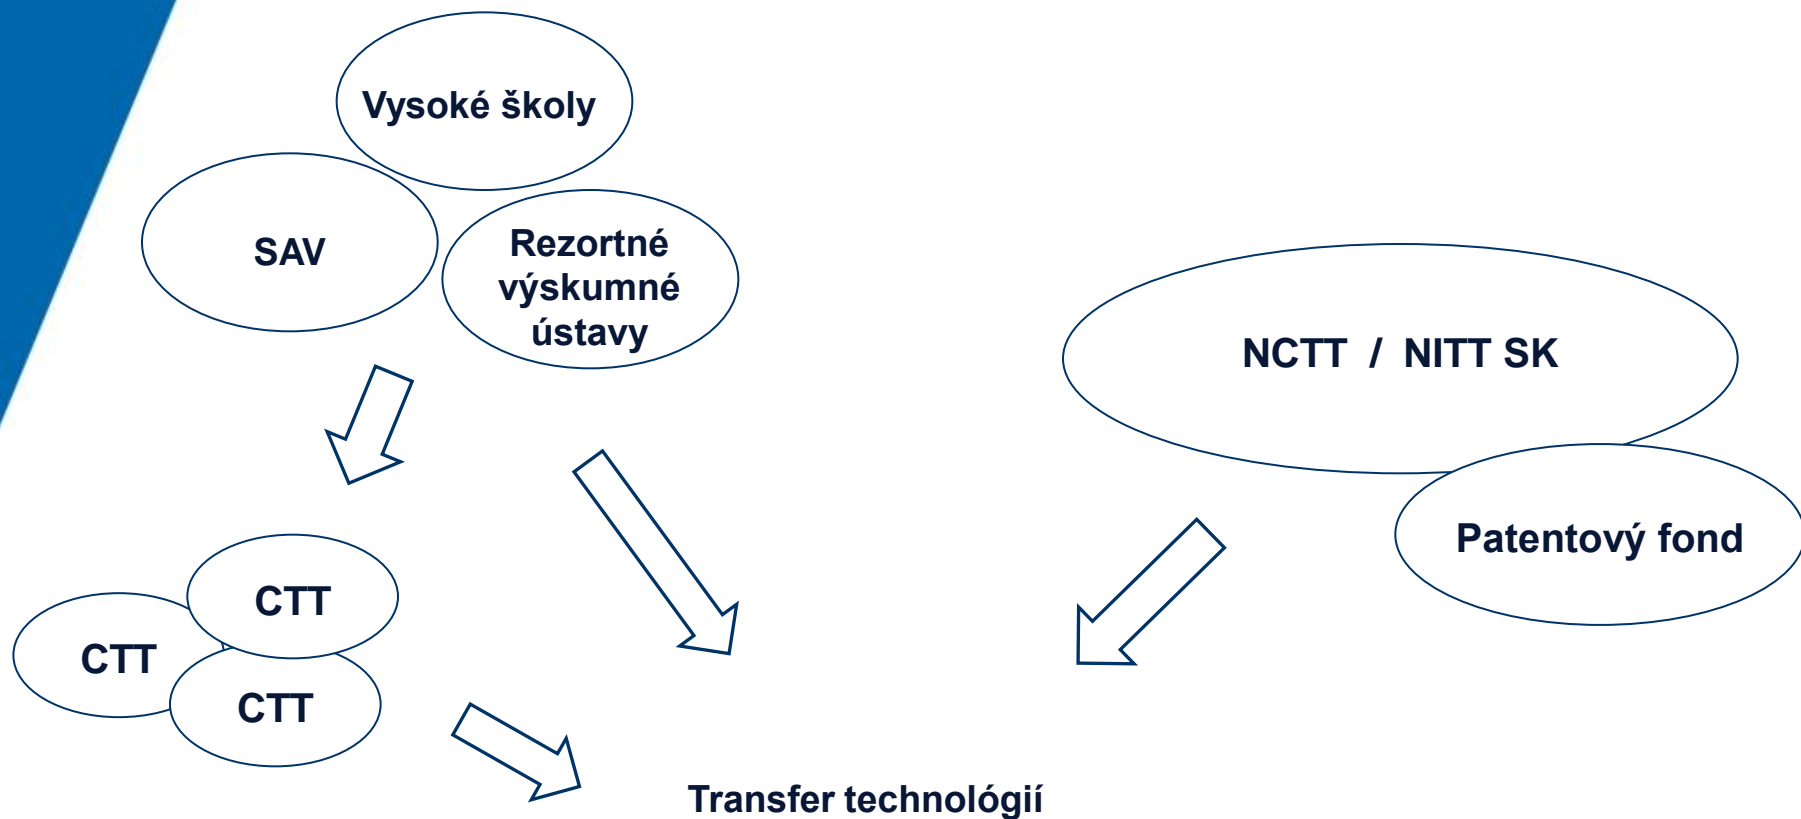 Vysoké školy
SAV
Rezortné
výskumné
ústavy
NCTT / NITT SK
Patentový fond
CTT
CTT
CTT
Transfer technológií